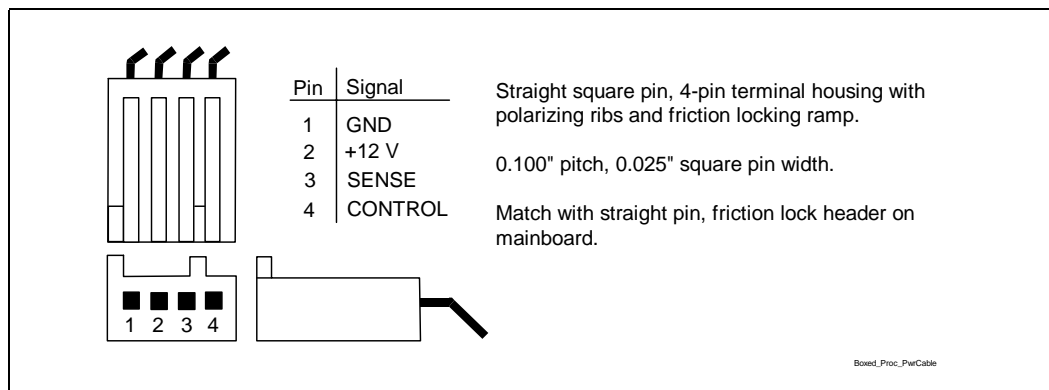 Pin Signal
1 GND
2 +12 V
3 SENSE
4 CONTROL
Straight square pin, 4-pin terminal housing with
polarizing ribs and friction locking ramp.
0.100" pitch, 0.025" square pin width.
Match with straight pin, friction lock header on
mainboard.
1 2 3 4
Boxed_Proc_PwrCable